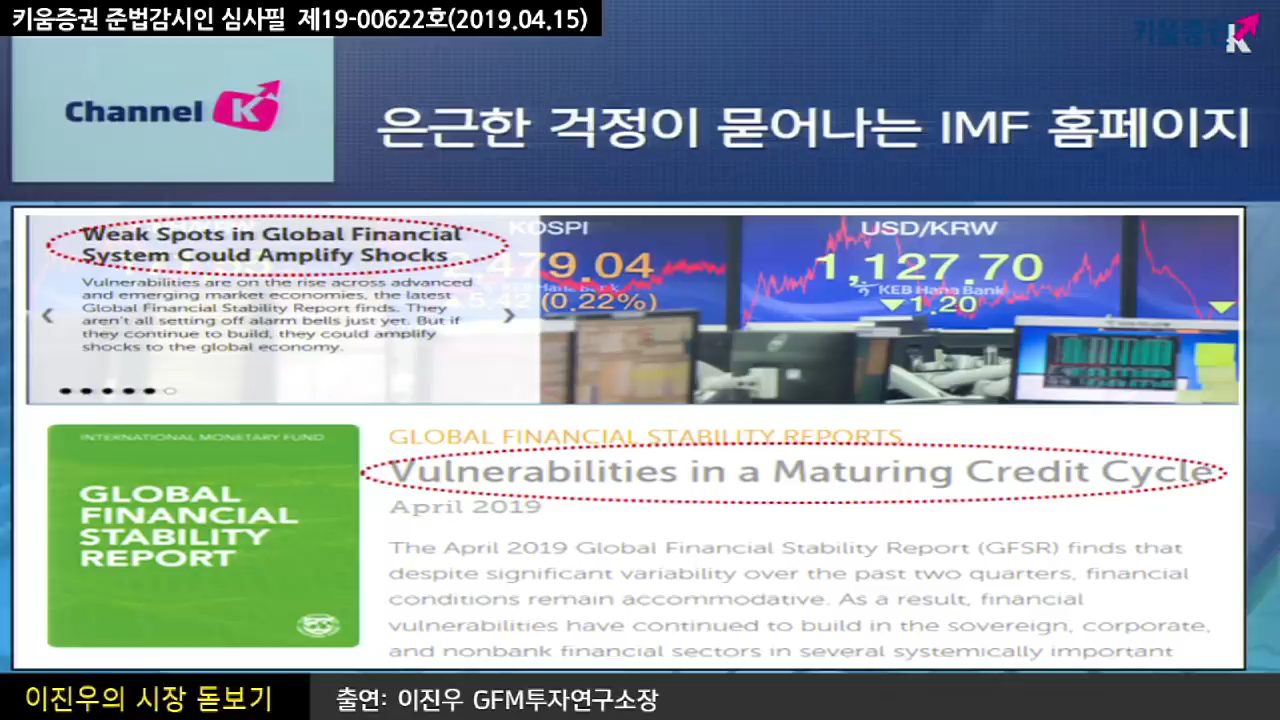 키움증권 준법감시인 심사필 제19-00622호(2019.04.15)
키움증권
K
Channel K
은근한 걱정이 묻어나는 IMF 홈페이지
Weak Spots in Global Financial
System Could Amplify Shocks
Vulnerabilities are on the rise across advanced
and emerging market economies, the latest
Global Financial Stability Report finds. They
aren't all setting off alarm bells just yet. But if
they continue to build, they could amplify
shocks to the global economy.
KOSPI
2,479.04
5.42 (0.22%)
USD/KRW
1,127.70
KEB Hana Bank
▼1.20
INTERNATIONAL MONETARY FUND
GLOBAL
FINANCIAL
STABILITY
REPORT
GLOBAL FINANCIAL STABILITY REPORTS
Vulnerabilities in a Maturing Credit Cycle
April 2019
The April 2019 Global Financial Stability Report (GFSR) finds that
despite significant variability over the past two quarters, financial
conditions remain accommodative. As a result, financial
vulnerabilities have continued to build in the sovereign, corporate,
and nonbank financial sectors in several systemically important
이진우의 시장 돋보기
출연: 이진우 GFM투자연구소장